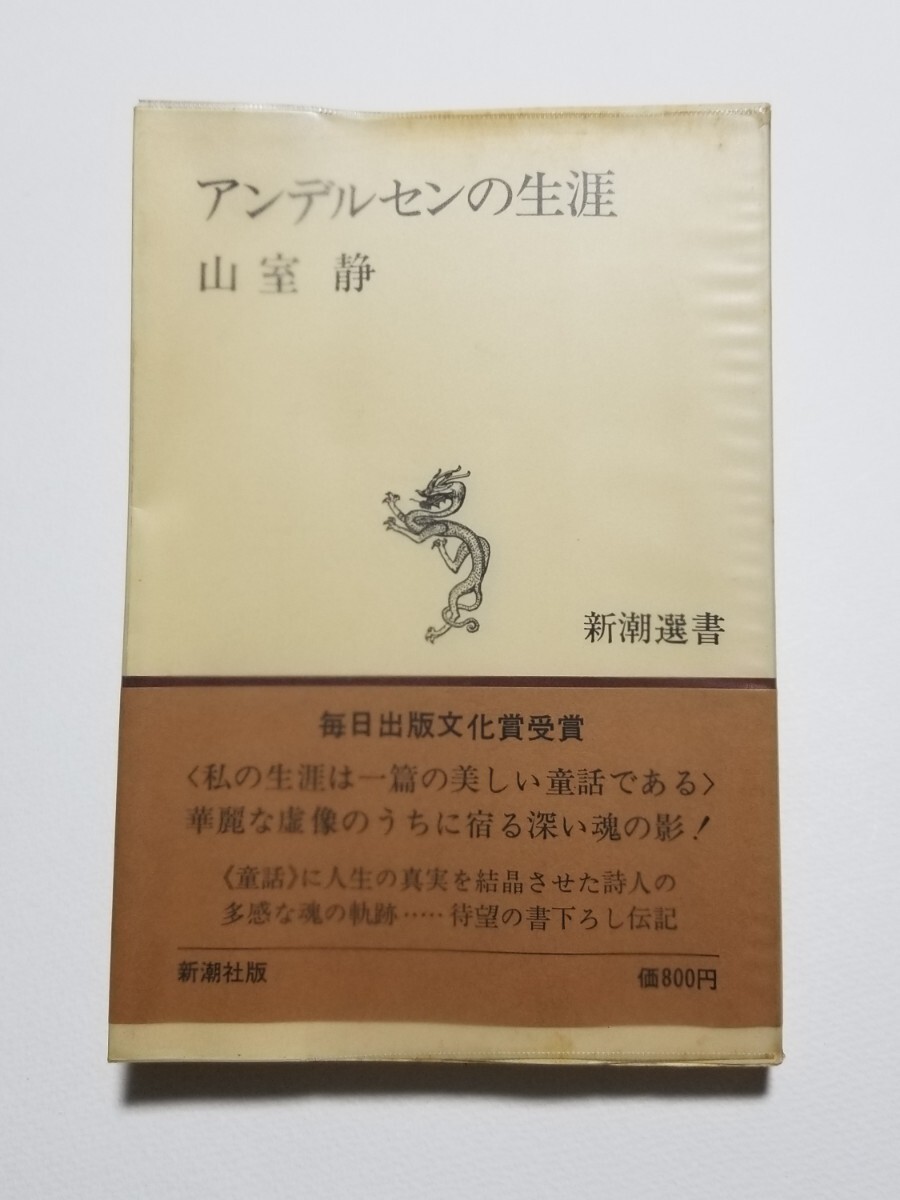 アンデルセンの生涯
山室 静
新潮選書
毎日出版文化賞受賞
〈私の生涯は一篇の美しい童話である〉
華麗な虚像のうちに宿る深い魂の影！
《童話》に人生の真実を結晶させた詩人の
多感な魂の軌跡……待望の書下ろし伝記
新潮社版 価800円